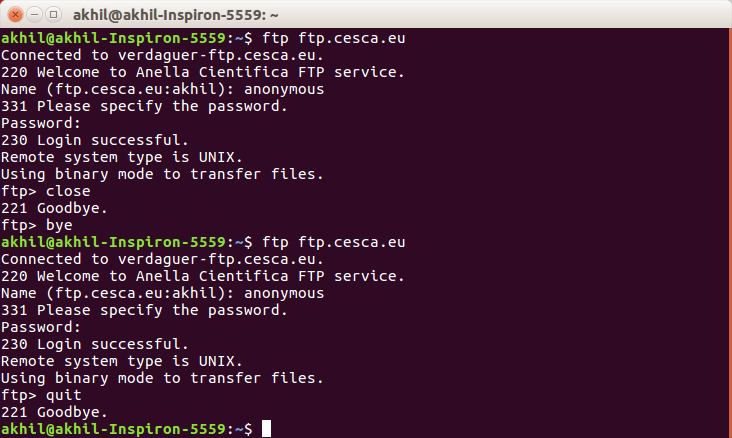 akhil@akhil-Inspiron-5559: ~
akhil@akhil-Inspiron-5559:~$ ftp ftp.cesca.eu
Connected to verdaguer-ftp.cesca.eu.
220 Welcome to Anella Cientifica FTP service.
Name (ftp.cesca.eu:akhil): anonymous
331 Please specify the password.
Password:
230 Login successful.
Remote system type is UNIX.
Using binary mode to transfer files.
ftp> close
221 Goodbye.
ftp> bye
akhil@akhil-Inspiron-5559:~$ ftp ftp.cesca.eu
Connected to verdaguer-ftp.cesca.eu.
220 Welcome to Anella Cientifica FTP service.
Name (ftp.cesca.eu:akhil): anonymous
331 Please specify the password.
Password:
230 Login successful.
Remote system type is UNIX.
Using binary mode to transfer files.
ftp> quit
221 Goodbye.
akhil@akhil-Inspiron-5559:~$